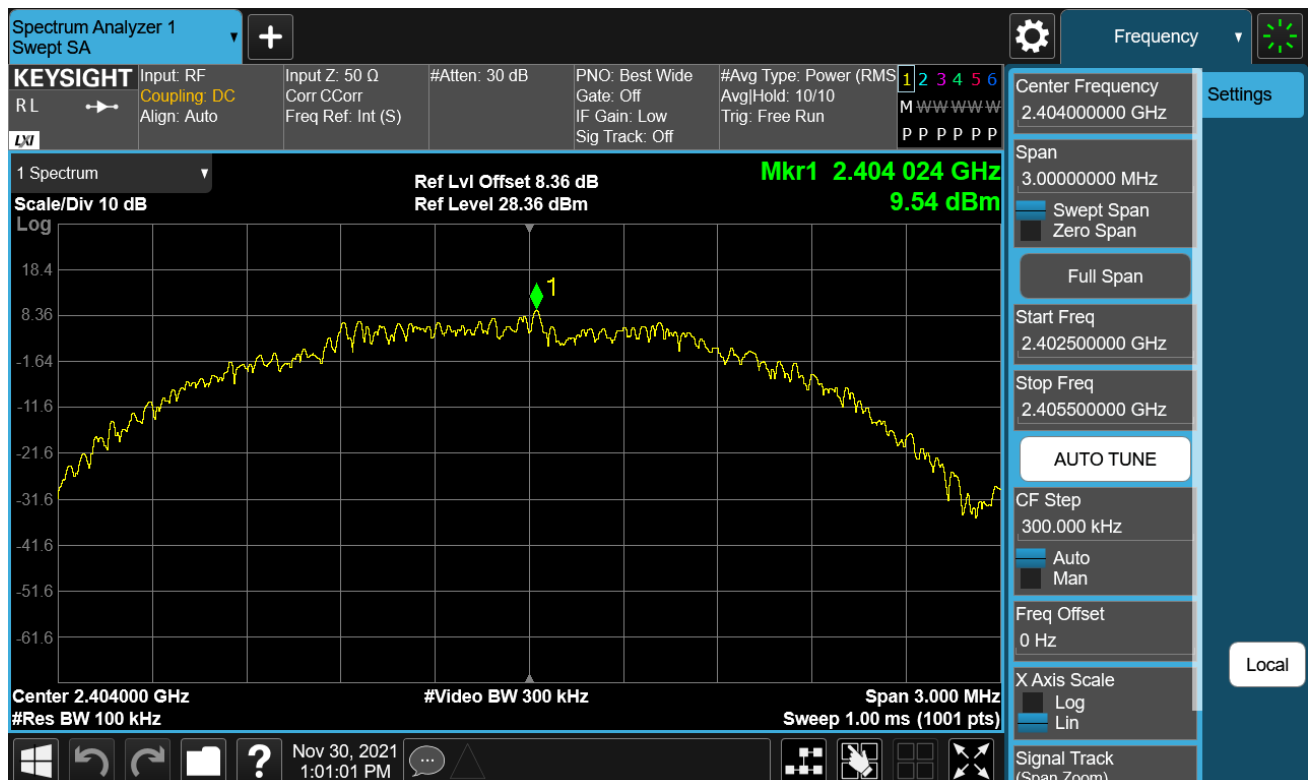 Spectrum Analyzer 1
Swept SA
Frequency
KEYSIGHT
R L
LXI
Input: RF
Coupling: DC
Align: Auto
Input Z: 50 Ω
Corr CCorr
Freq Ref: Int (S)
#Atten: 30 dB
PNO: Best Wide
Gate: Off
IF Gain: Low
Sig Track: Off
#Avg Type: Power (RMS
Avg|Hold: 10/10
Trig: Free Run
1 2 3 4 5 6
M W W W W W
P P P P P P
1 Spectrum
Scale/Div 10 dB
Log
Ref Lvl Offset 8.36 dB
Ref Level 28.36 dBm
Mkr1 2.404 024 GHz
9.54 dBm
1
18.4
8.36
-1.64
-11.6
-21.6
-31.6
-41.6
-51.6
-61.6
Center 2.404000 GHz
#Video BW 300 kHz
Span 3.000 MHz
#Res BW 100 kHz
Sweep 1.00 ms (1001 pts)
Nov 30, 2021
1:01:01 PM
Center Frequency
2.404000000 GHz
Span
3.00000000 MHz
Swept Span
Zero Span
Full Span
Start Freq
2.402500000 GHz
Stop Freq
2.405500000 GHz
AUTO TUNE
CF Step
300.000 kHz
Auto
Man
Freq Offset
0 Hz
X Axis Scale
Log
Lin
Signal Track
(Span Zoom)
Settings
Local